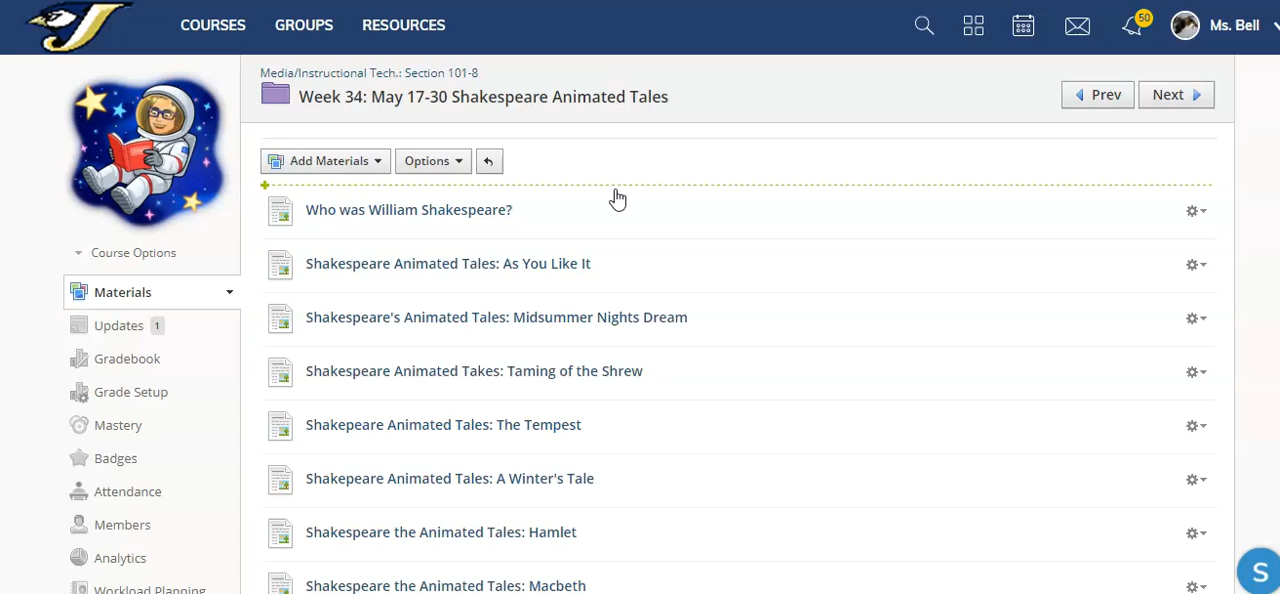 COURSES GROUPS RESOURCES 50 Ms. Bell
Media/Instructional Tech.: Section 101-8
Week 34: May 17-30 Shakespeare Animated Tales
Prev Next
Add Materials Options
Who was William Shakespeare?
Shakespeare Animated Tales: As You Like It
Shakespeare's Animated Tales: Midsummer Nights Dream
Shakespeare Animated Takes: Taming of the Shrew
Shakepeare Animated Tales: The Tempest
Shakepeare Animated Tales: A Winter's Tale
Shakespeare the Animated Tales: Hamlet
Shakespeare the Animated Tales: Macbeth
Course Options
Materials
Updates 1
Gradebook
Grade Setup
Mastery
Badges
Attendance
Members
Analytics
Workload Planning
S